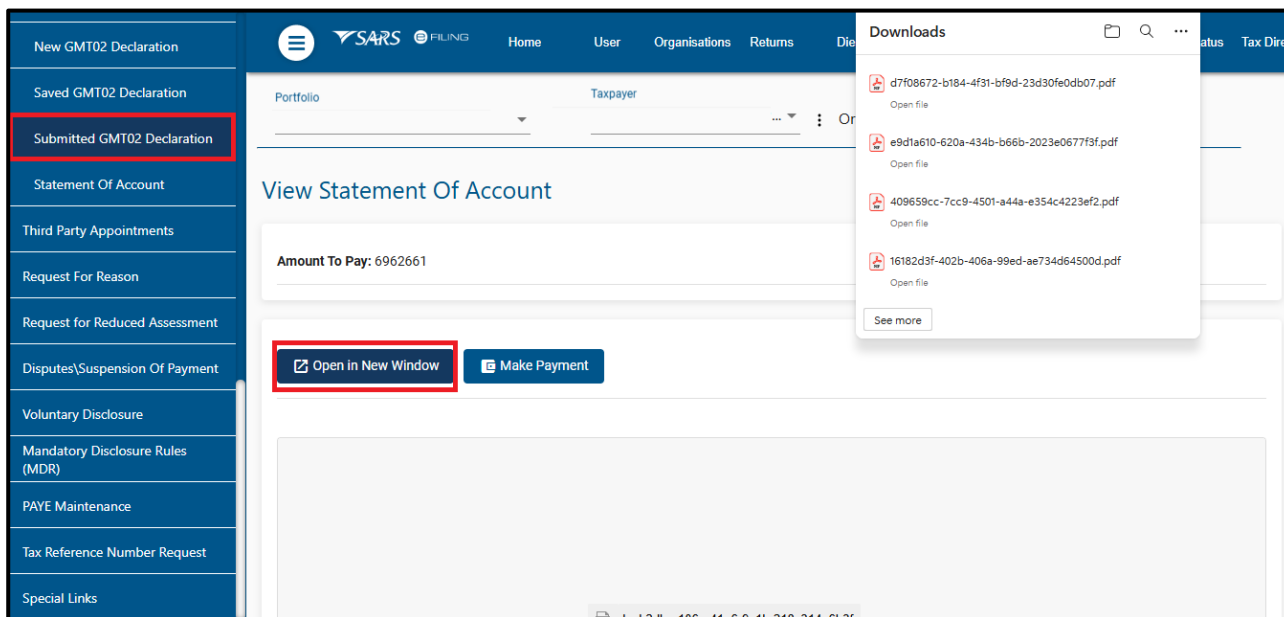 New GMT02 Declaration
Saved GMT02 Declaration
Submitted GMT02 Declaration
Statement Of Account
Third Party Appointments
Request For Reason
Request for Reduced Assessment
Disputes\Suspension Of Payment
Voluntary Disclosure
Mandatory Disclosure Rules
(MDR)
PAYE Maintenance
Tax Reference Number Request
Special Links
SARS eFILING Home User Organisations Returns Die atus Tax Dire
Portfolio Taxpayer
... Or
View Statement Of Account
Amount To Pay: 6962661
Open in New Window Make Payment
Downloads ...
d7f08672-b184-4f31-bf9d-23d30fe0db07.pdf
Open file
e9d1a610-620a-434b-b66b-2023e0677f3f.pdf
Open file
409659cc-7cc9-4501-a44a-e354c4223ef2.pdf
Open file
16182d3f-402b-406a-99ed-ae734d64500d.pdf
Open file
See more